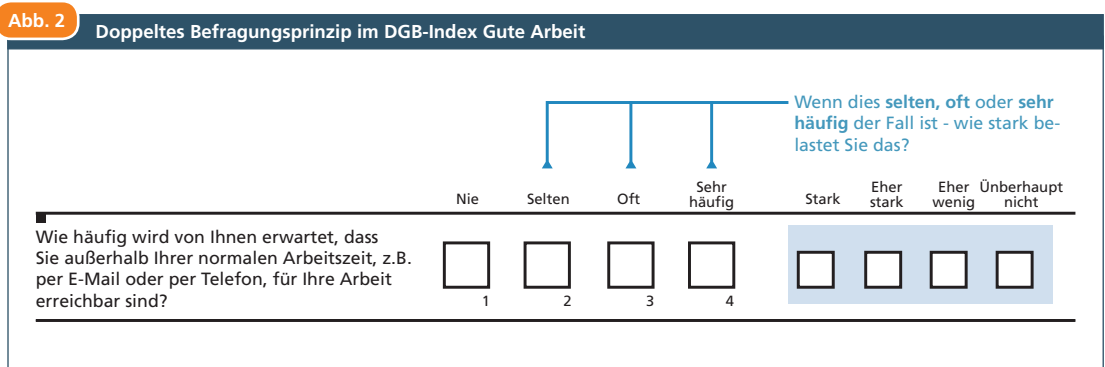 Abb. 2
Doppeltes Befragungsprinzip im DGB-Index Gute Arbeit
Wenn dies selten, oft oder sehr
häufig der Fall ist - wie stark be-
lastet Sie das?
Nie Selten Oft Sehr häufig Stark Eher stark Eher wenig Ünberhaupt nicht
Wie häufig wird von Ihnen erwartet, dass
Sie außerhalb Ihrer normalen Arbeitszeit, z.B.
per E-Mail oder per Telefon, für Ihre Arbeit
erreichbar sind?
1 2 3 4